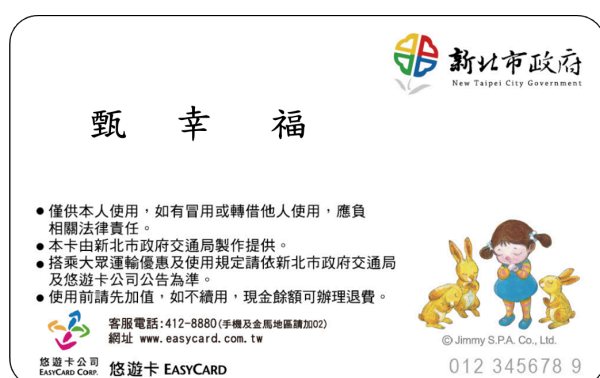 新北市政府
New Taipei City Government
甄 幸 福
●僅供本人使用，如有冒用或轉借他人使用，應負
相關法律責任。
●本卡由新北市政府交通局製作提供。
●搭乘大眾運輸優惠及使用規定請依新北市政府交通局
及悠遊卡公司公告為準。
●使用前請先加值，如不續用，現金餘額可辦理退費。
客服電話:412-8880(手機及金馬地區請加02)
網址 www.easycard.com.tw
悠遊卡公司
EASYCARD CORP.
悠遊卡 EASYCARD
© Jimmy S.P.A. Co., Ltd.
012 345678 9